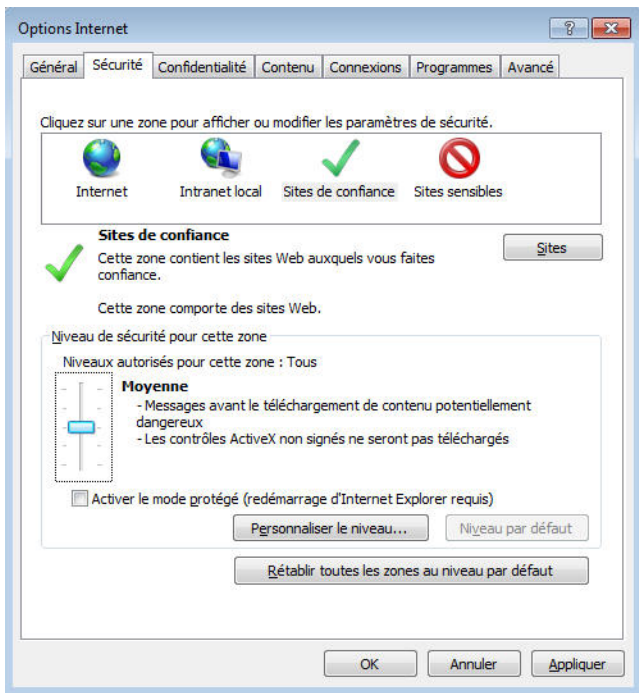 Options Internet
Général Sécurité Confidentialité Contenu Connexions Programmes Avancé
Cliquez sur une zone pour afficher ou modifier les paramètres de sécurité.
Internet Intranet local Sites de confiance Sites sensibles
Sites de confiance
Sites
Cette zone contient les sites Web auxquels vous faites
confiance.
Cette zone comporte des sites Web.
Niveau de sécurité pour cette zone
Niveaux autorisés pour cette zone : Tous
Moyenne
- Messages avant le téléchargement de contenu potentiellement
dangereux
- Les contrôles ActiveX non signés ne seront pas téléchargés
Activer le mode protégé (redémarrage d'Internet Explorer requis)
Personnaliser le niveau... Niveau par défaut
Rétablir toutes les zones au niveau par défaut
OK Annuler Appliquer